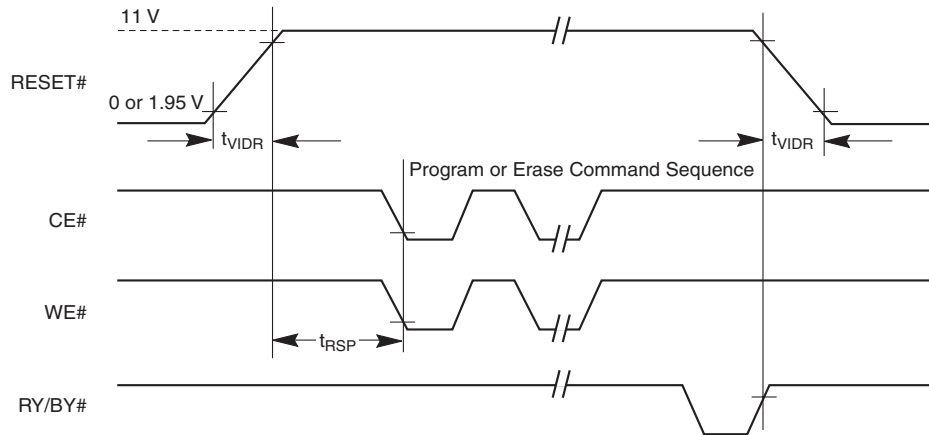 11 V
RESET#
0 or 1.95 V
tVIDR
tVIDR
Program or Erase Command Sequence
CE#
WE#
tRSP
RY/BY#